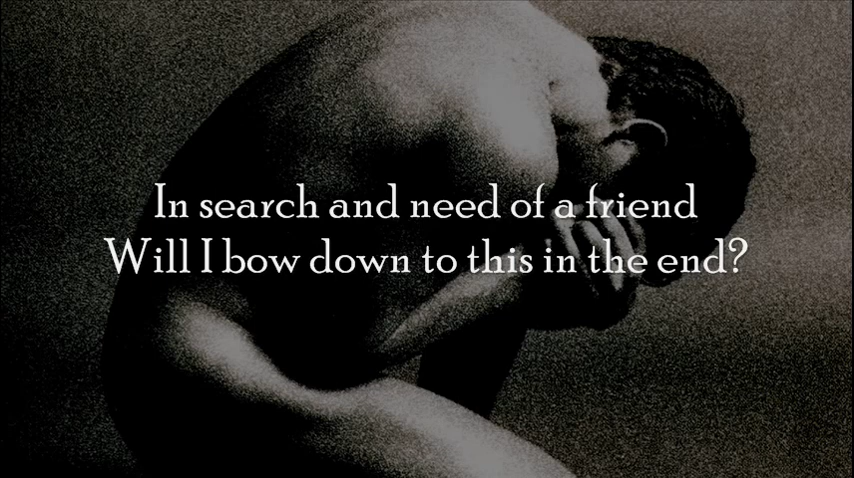 In search and need of a friend
Will I bow down to this in the end?